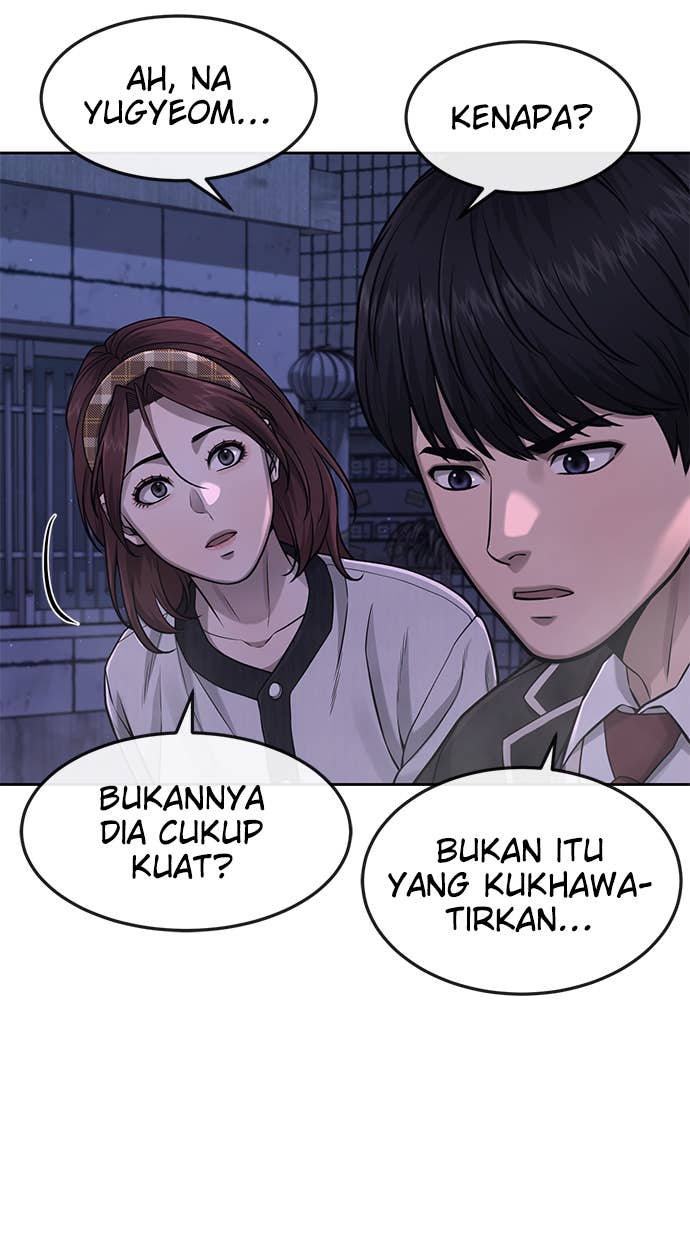 AH, NA
YUGYEOM...
KENAPA?
BUKANNYA
DIA CUKUP
KUAT?
BUKAN ITU
YANG KUKHAWA-
TIRKAN...